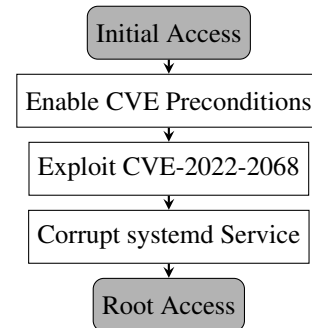 Initial Access
Enable CVE Preconditions
Exploit CVE-2022-2068
Corrupt systemd Service
Root Access